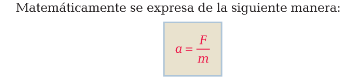 Matemáticamente se expresa de la siguiente manera:
a = F/m